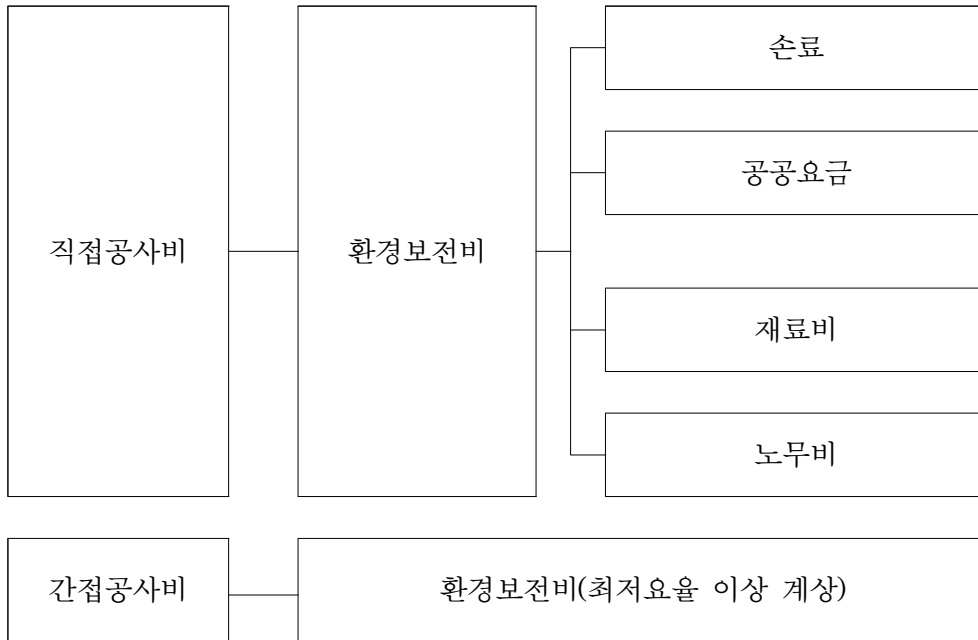 직접공사비
환경보전비
손료
공공요금
재료비
노무비
간접공사비
환경보전비(최저요율 이상 계상)